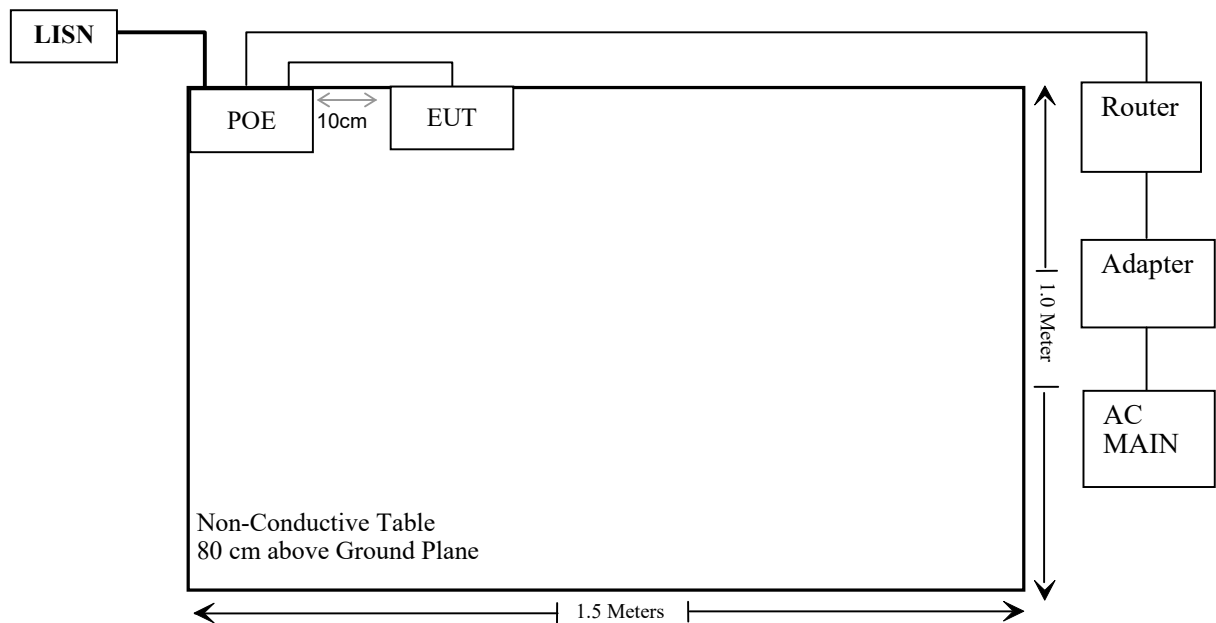 LISN
POE
10cm
EUT
Router
Adapter
1.0 Meter
AC
MAIN
Non-Conductive Table
80 cm above Ground Plane
1.5 Meters